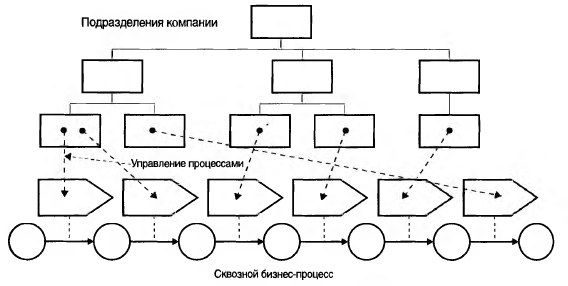 Подразделения компании
Управление процессами
Сквозной бизнес-процесс